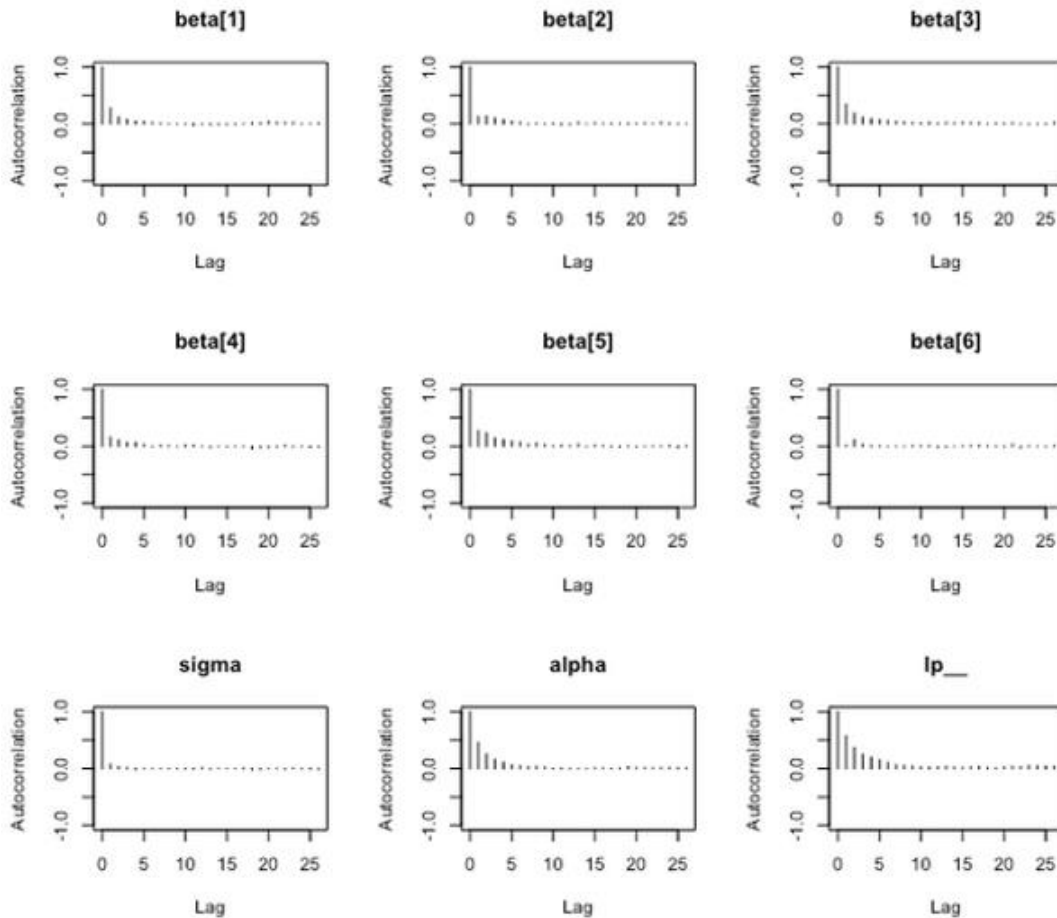 beta[1] beta[2] beta[3]
Autocorrelation Autocorrelation Autocorrelation
1.0 1.0 1.0
0.0 0.0 0.0
-1.0 -1.0 -1.0
0 5 10 15 20 25 0 5 10 15 20 25 0 5 10 15 20 25
Lag Lag Lag
beta[4] beta[5] beta[6]
Autocorrelation Autocorrelation Autocorrelation
1.0 1.0 1.0
0.0 0.0 0.0
-1.0 -1.0 -1.0
0 5 10 15 20 25 0 5 10 15 20 25 0 5 10 15 20 25
Lag Lag Lag
sigma alpha lp__
Autocorrelation Autocorrelation Autocorrelation
1.0 1.0 1.0
0.0 0.0 0.0
-1.0 -1.0 -1.0
0 5 10 15 20 25 0 5 10 15 20 25 0 5 10 15 20 25
Lag Lag Lag